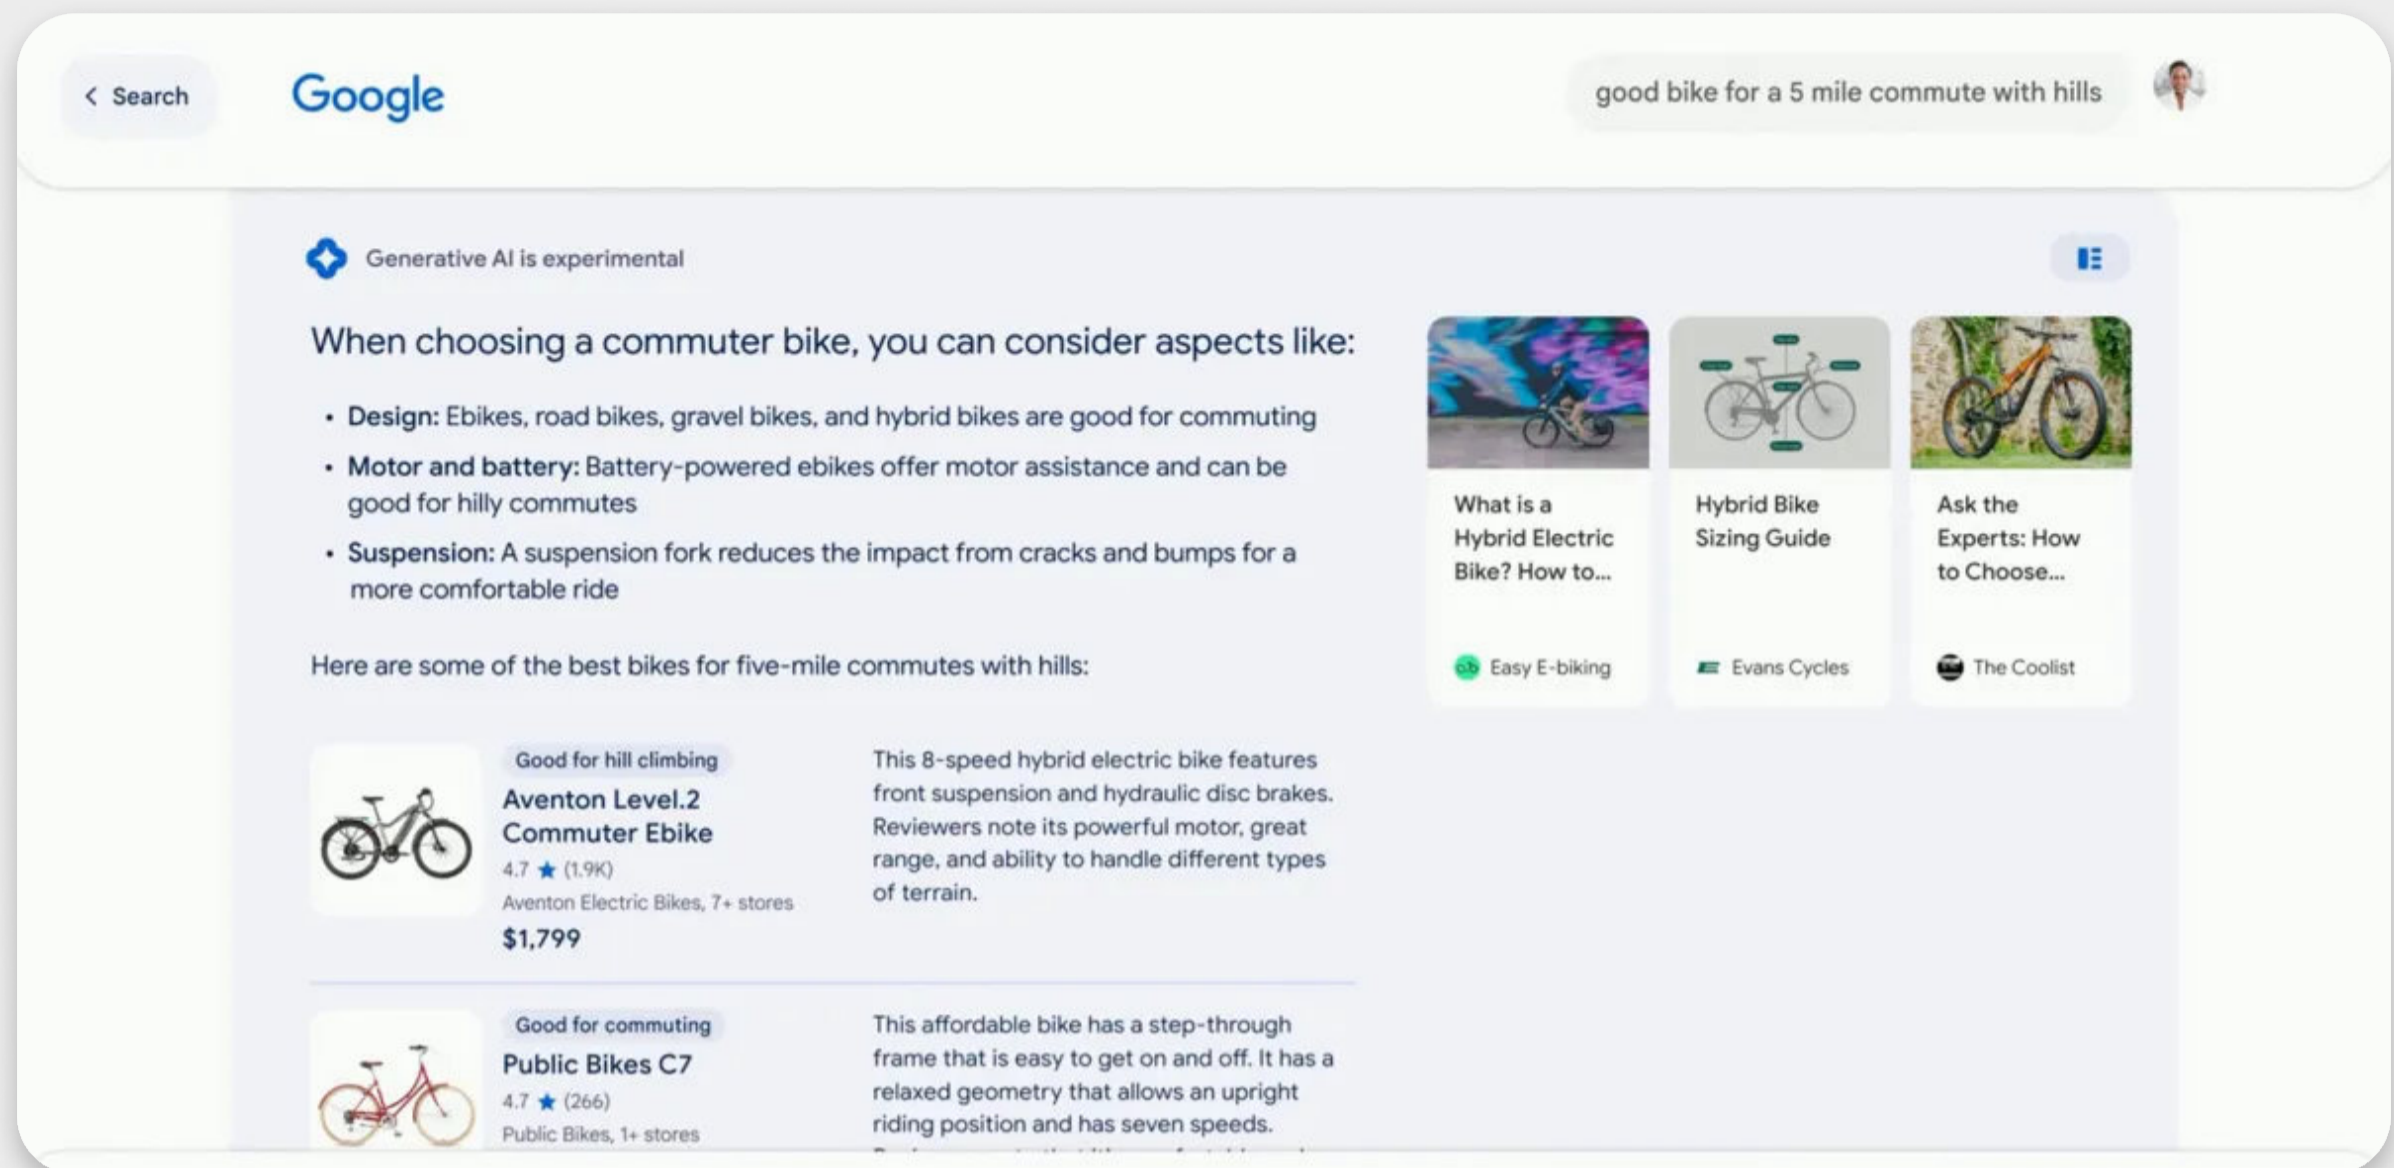 Search
Google
good bike for a 5 mile commute with hills
Generative AI is experimental
When choosing a commuter bike, you can consider aspects like:
• Design: Ebikes, road bikes, gravel bikes, and hybrid bikes are good for commuting
• Motor and battery: Battery-powered ebikes offer motor assistance and can be
good for hilly commutes
• Suspension: A suspension fork reduces the impact from cracks and bumps for a
more comfortable ride
What is a
Hybrid Electric
Bike? How to...
Easy E-biking
Hybrid Bike
Sizing Guide
Evans Cycles
Ask the
Experts: How
to Choose...
The Coolist
Here are some of the best bikes for five-mile commutes with hills:
Good for hill climbing
Aventon Level.2
Commuter Ebike
4.7 ★ (1.9K)
Aventon Electric Bikes, 7+ stores
$1,799
This 8-speed hybrid electric bike features
front suspension and hydraulic disc brakes.
Reviewers note its powerful motor, great
range, and ability to handle different types
of terrain.
Good for commuting
Public Bikes C7
4.7 ★ (266)
Public Bikes, 1+ stores
This affordable bike has a step-through
frame that is easy to get on and off. It has a
relaxed geometry that allows an upright
riding position and has seven speeds.